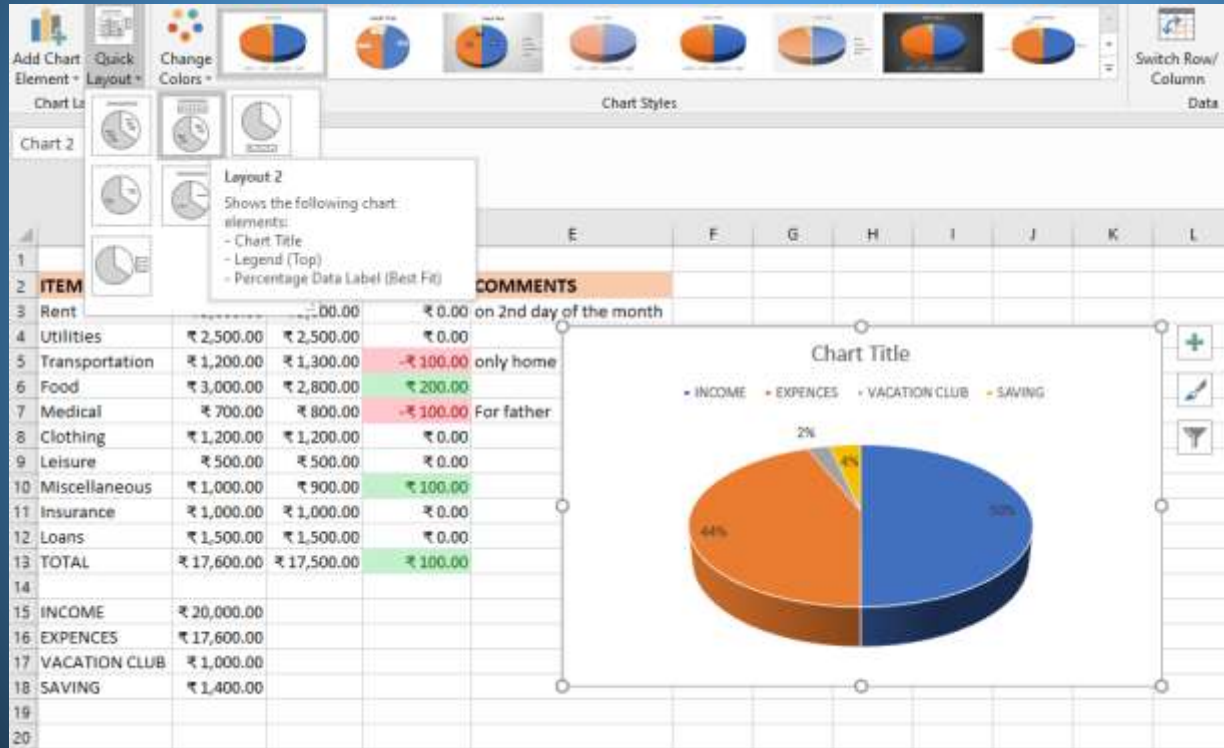 Add Chart Element
Quick Layout
Change Colors
Switch Row/ Column
Chart La
Chart Styles
Data
Chart 2
Layout 2
Shows the following chart
elements:
- Chart Title
- Legend (Top)
- Percentage Data Label (Best Fit)
E F G H I J K L
1
2 ITEM COMMENTS
3 Rent 00.00 ₹ 0.00 on 2nd day of the month
4 Utilities ₹ 2,500.00 ₹ 2,500.00 ₹ 0.00
5 Transportation ₹ 1,200.00 ₹ 1,300.00 -₹ 100.00 only home
6 Food ₹ 3,000.00 ₹ 2,800.00 ₹ 200.00
7 Medical ₹ 700.00 ₹ 800.00 -₹ 100.00 For father
8 Clothing ₹ 1,200.00 ₹ 1,200.00 ₹ 0.00
9 Leisure ₹ 500.00 ₹ 500.00 ₹ 0.00
10 Miscellaneous ₹ 1,000.00 ₹ 900.00 ₹ 100.00
11 Insurance ₹ 1,000.00 ₹ 1,000.00 ₹ 0.00
12 Loans ₹ 1,500.00 ₹ 1,500.00 ₹ 0.00
13 TOTAL ₹ 17,600.00 ₹ 17,500.00 ₹ 100.00
14
15 INCOME ₹ 20,000.00
16 EXPENCES ₹ 17,600.00
17 VACATION CLUB ₹ 1,000.00
18 SAVING ₹ 1,400.00
19
20
Chart Title
INCOME EXPENCES VACATION CLUB SAVING
2%
4%
50%
44%